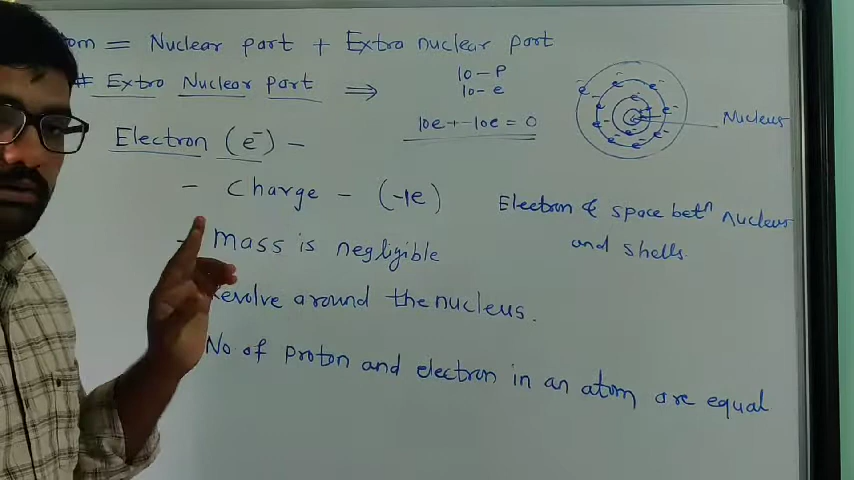 om = Nuclear part + Extra nuclear part
# Extra Nuclear part ⇒
10 - P
10 - e
10e + -10e = 0
Nucleus
Electron (e⁻) -
- Charge - (-1e)
- Mass is negligible
Revolve around the nucleus.
No of proton and electron in an atom are equal
Electron & space betⁿ nucleus
and shells.